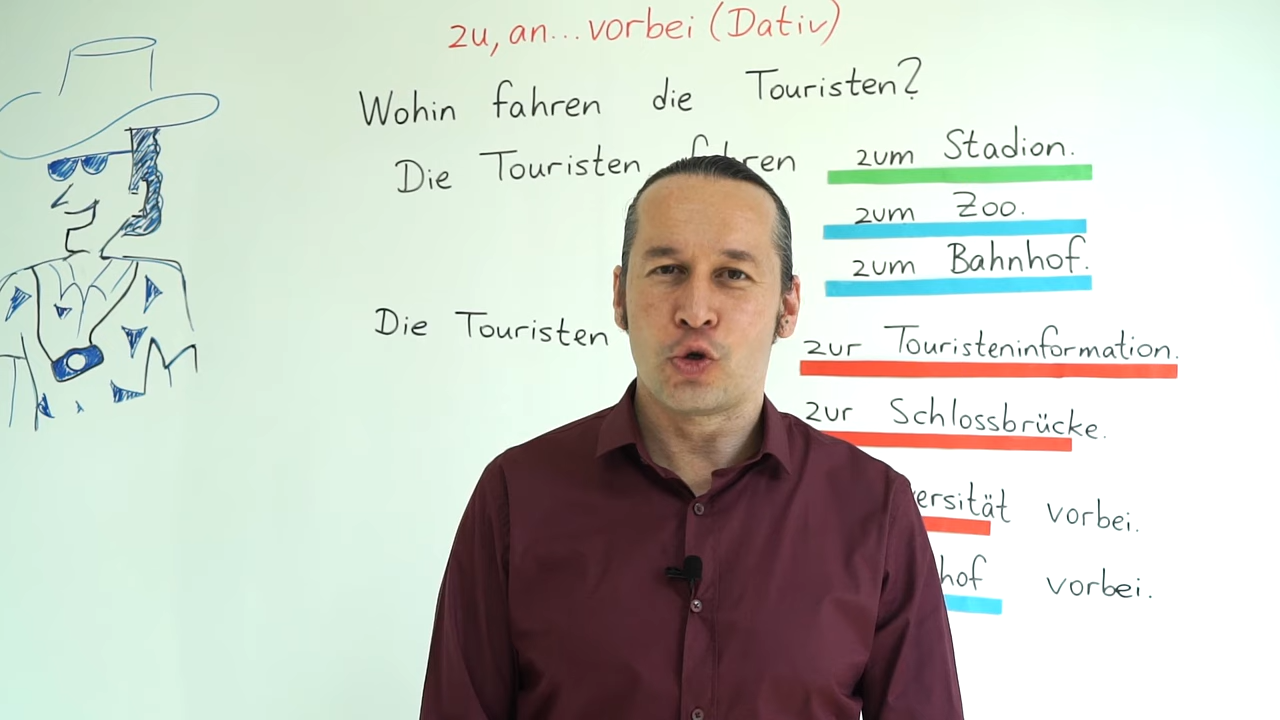 zu, an... vorbei (Dativ)
Wohin fahren die Touristen?
Die Touristen zum Stadion.
zum Zoo.
zum Bahnhof.
Die Touristen zur Touristeninformation.
zur Schlossbrücke.
vorbei.
vorbei.